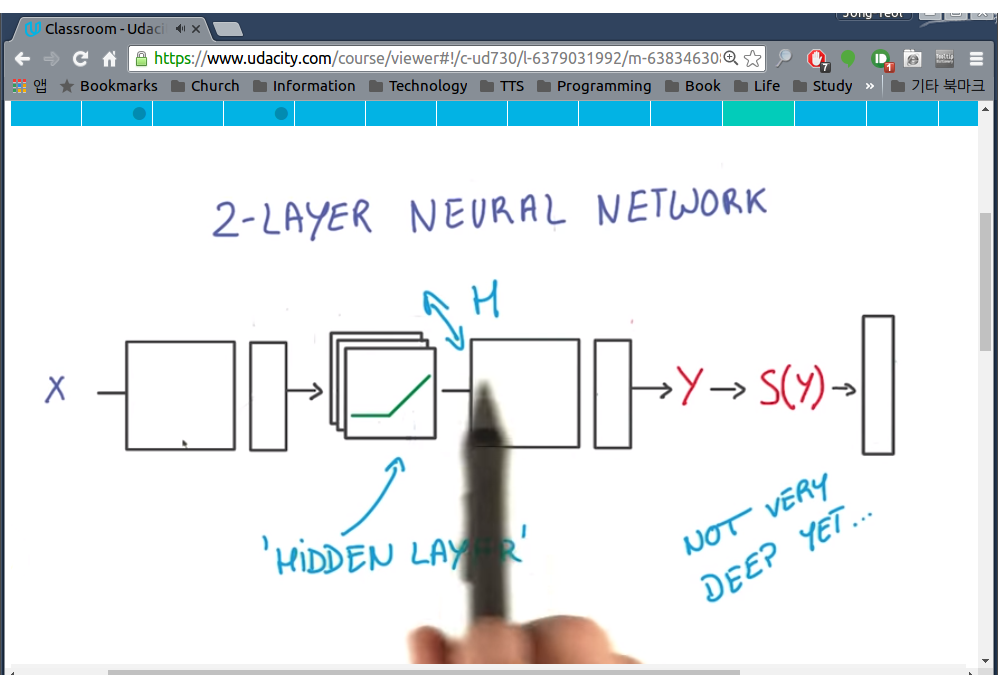 Jong Yeol
Classroom - Udaci
https://www.udacity.com/course/viewer#!/c-ud730/l-6379031992/m-63834630
7
1
앱 Bookmarks Church Information Technology TTS Programming Book Life Study » 기타 북마크
2-LAYER NEURAL NETWORK
H
X → Y → S(Y) →
'HIDDEN LAYER'
NOT VERY
DEEP YET...